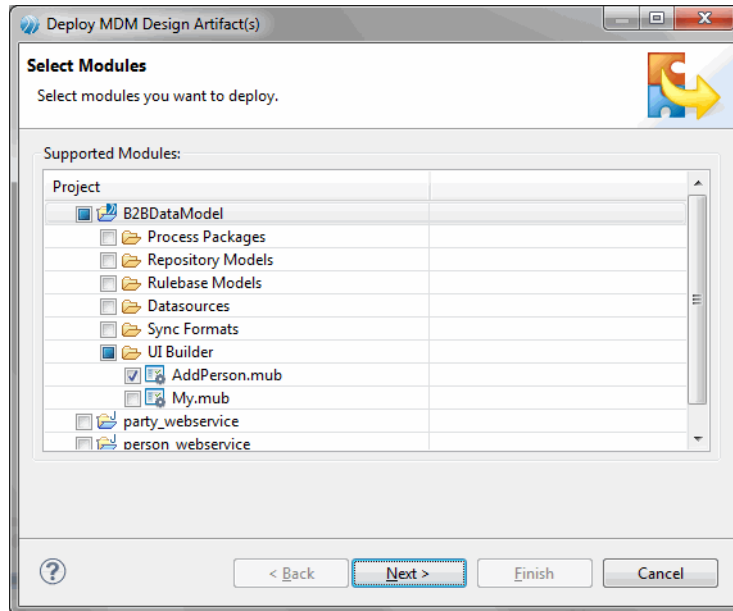 Deploy MDM Design Artifact(s)
Select Modules
Select modules you want to deploy.
Supported Modules:
Project
B2BDataModel
Process Packages
Repository Models
Rulebase Models
Datasources
Sync Formats
UI Builder
AddPerson.mub
My.mub
party_webservice
person_webservice
?
< Back
Next >
Finish
Cancel